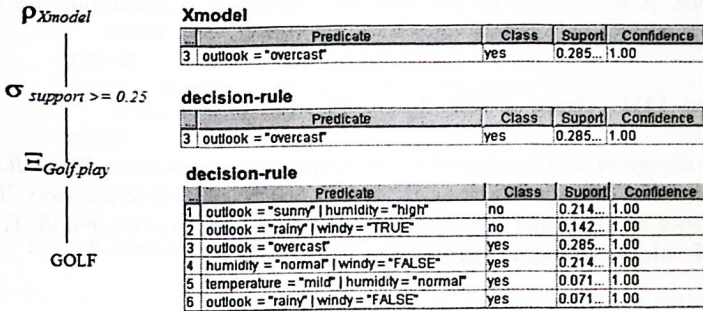 ρ Xmodel
Xmodel
... Predicate Class Suport Confidence
3 outlook = "overcast" yes 0.285... 1.00
σ support >= 0.25
decision-rule
... Predicate Class Suport Confidence
3 outlook = "overcast" yes 0.285... 1.00
Ξ Golf.play
decision-rule
... Predicate Class Suport Confidence
1 outlook = "sunny" | humidity = "high" no 0.214... 1.00
2 outlook = "rainy" | windy = "TRUE" no 0.142... 1.00
3 outlook = "overcast" yes 0.285... 1.00
4 humidity = "normal" | windy = "FALSE" yes 0.214... 1.00
5 temperature = "mild" | humidity = "normal" yes 0.071... 1.00
6 outlook = "rainy" | windy = "FALSE" yes 0.071... 1.00
GOLF